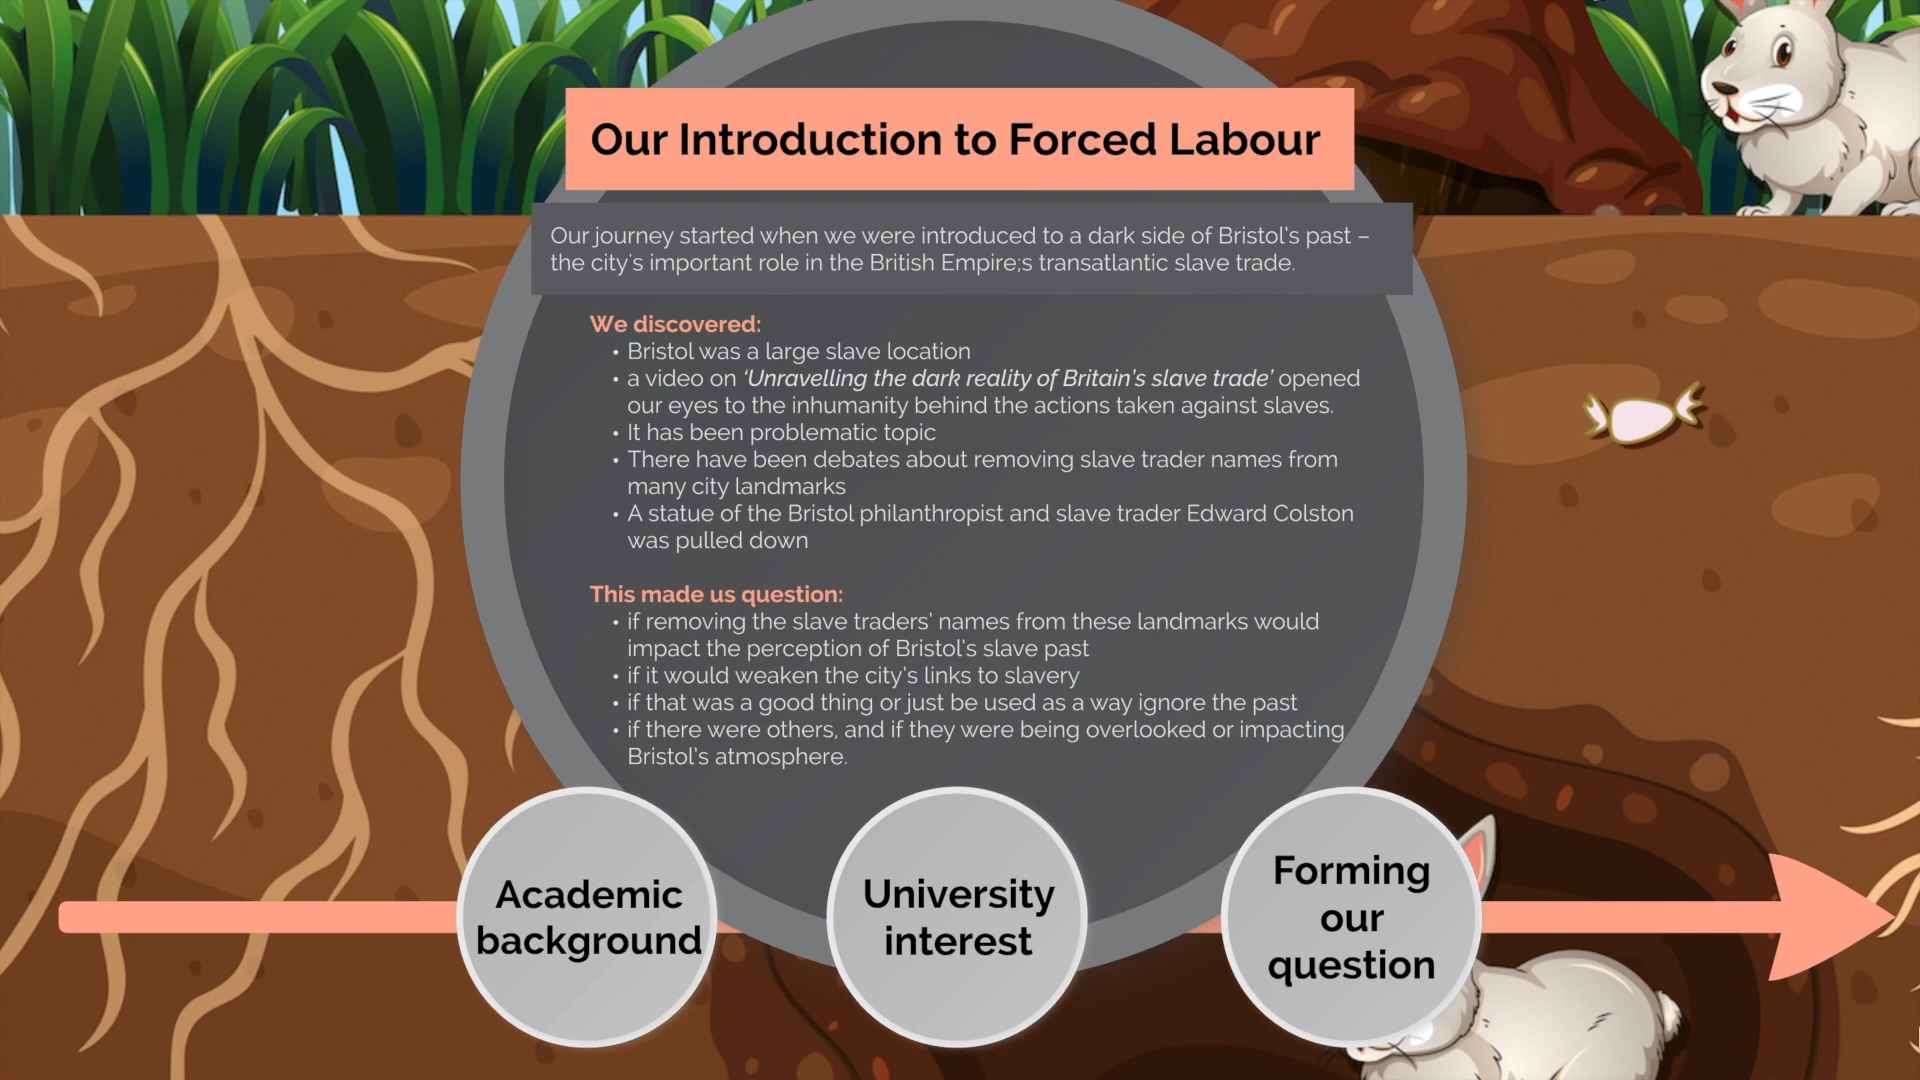 Our Introduction to Forced Labour
Our journey started when we were introduced to a dark side of Bristol's past –
the city's important role in the British Empire;s transatlantic slave trade.
We discovered:
• Bristol was a large slave location
• a video on ‘Unravelling the dark reality of Britain's slave trade’ opened
our eyes to the inhumanity behind the actions taken against slaves.
• It has been problematic topic
• There have been debates about removing slave trader names from
many city landmarks
• A statue of the Bristol philanthropist and slave trader Edward Colston
was pulled down
This made us question:
• if removing the slave traders' names from these landmarks would
impact the perception of Bristol's slave past
• if it would weaken the city's links to slavery
• if that was a good thing or just be used as a way ignore the past
• if there were others, and if they were being overlooked or impacting
Bristol's atmosphere.
Academic
background
University
interest
Forming
our
question